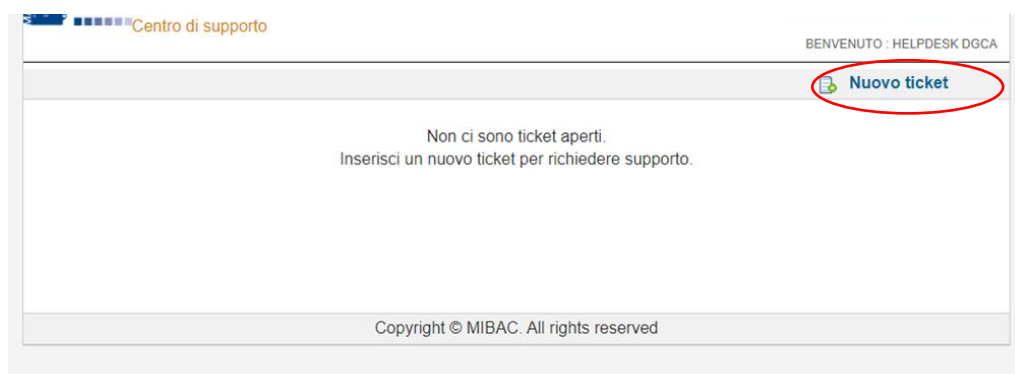 Centro di supporto
BENVENUTO : HELPDESK DGCA
Nuovo ticket
Non ci sono ticket aperti.
Inserisci un nuovo ticket per richiedere supporto.
Copyright © MIBAC. All rights reserved